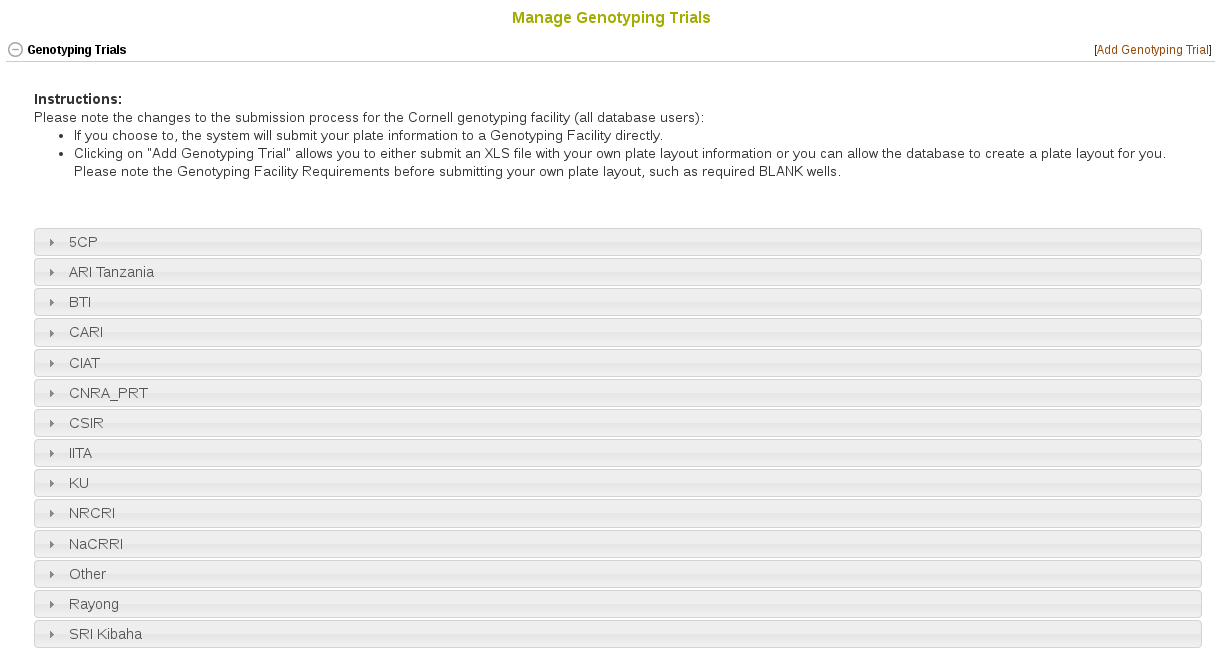 Manage Genotyping Trials
Genotyping Trials
[Add Genotyping Trial]
Instructions:
Please note the changes to the submission process for the Cornell genotyping facility (all database users):
• If you choose to, the system will submit your plate information to a Genotyping Facility directly.
• Clicking on "Add Genotyping Trial" allows you to either submit an XLS file with your own plate layout information or you can allow the database to create a plate layout for you.
Please note the Genotyping Facility Requirements before submitting your own plate layout, such as required BLANK wells.
5CP
ARI Tanzania
BTI
CARI
CIAT
CNRA_PRT
CSIR
IITA
KU
NRCRI
NaCRRI
Other
Rayong
SRI Kibaha